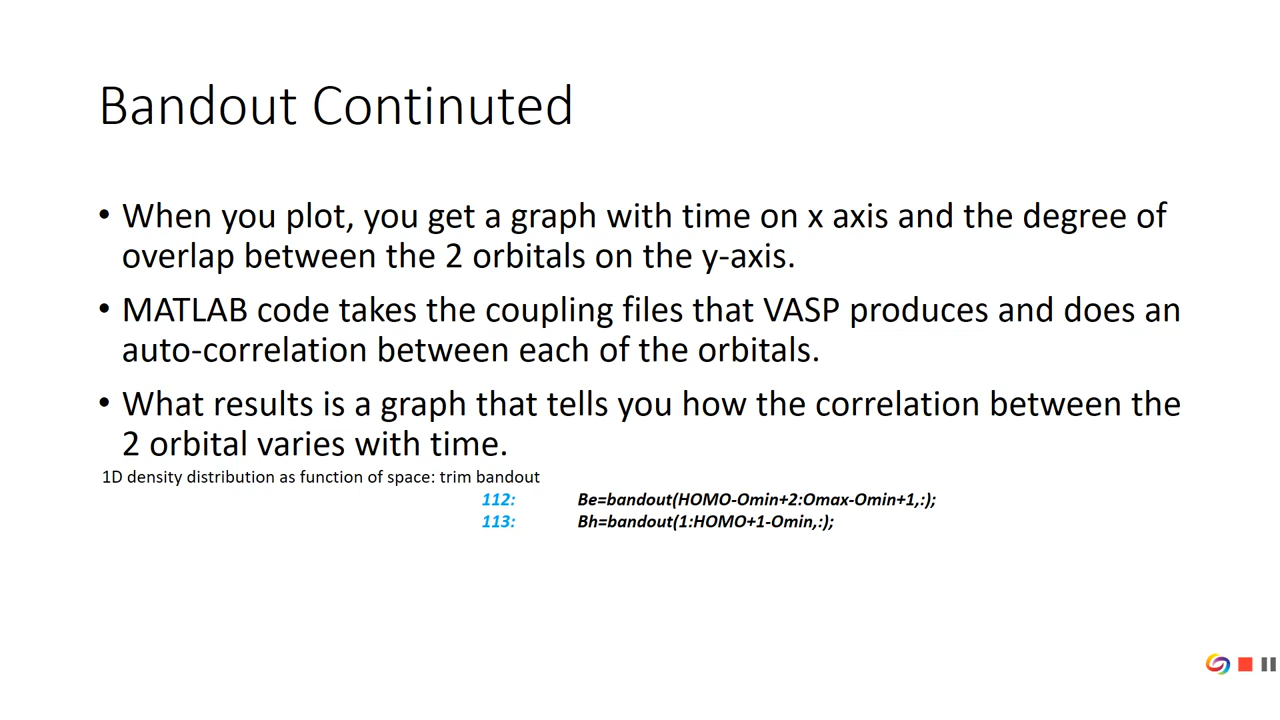 Bandout Continuted
• When you plot, you get a graph with time on x axis and the degree of
overlap between the 2 orbitals on the y-axis.
• MATLAB code takes the coupling files that VASP produces and does an
auto-correlation between each of the orbitals.
• What results is a graph that tells you how the correlation between the
2 orbital varies with time.
1D density distribution as function of space: trim bandout
112: Be=bandout(HOMO-Omin+2:Omax-Omin+1,:);
113: Bh=bandout(1:HOMO+1-Omin,:);